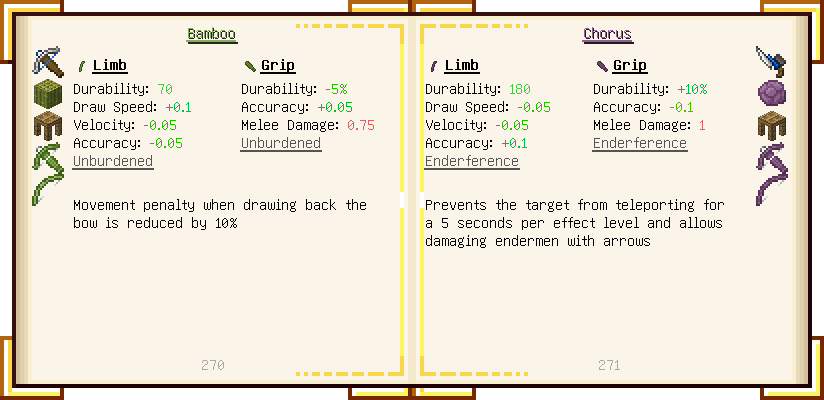 Bamboo
Limb
Durability: 70
Draw Speed: +0.1
Velocity: -0.05
Accuracy: -0.05
Unburdened
Grip
Durability: -5%
Accuracy: +0.05
Melee Damage: 0.75
Unburdened
Movement penalty when drawing back the
bow is reduced by 10%
270
Chorus
Limb
Durability: 180
Draw Speed: -0.05
Velocity: -0.05
Accuracy: +0.1
Enderference
Grip
Durability: +10%
Accuracy: -0.1
Melee Damage: 1
Enderference
Prevents the target from teleporting for
a 5 seconds per effect level and allows
damaging endermen with arrows
271